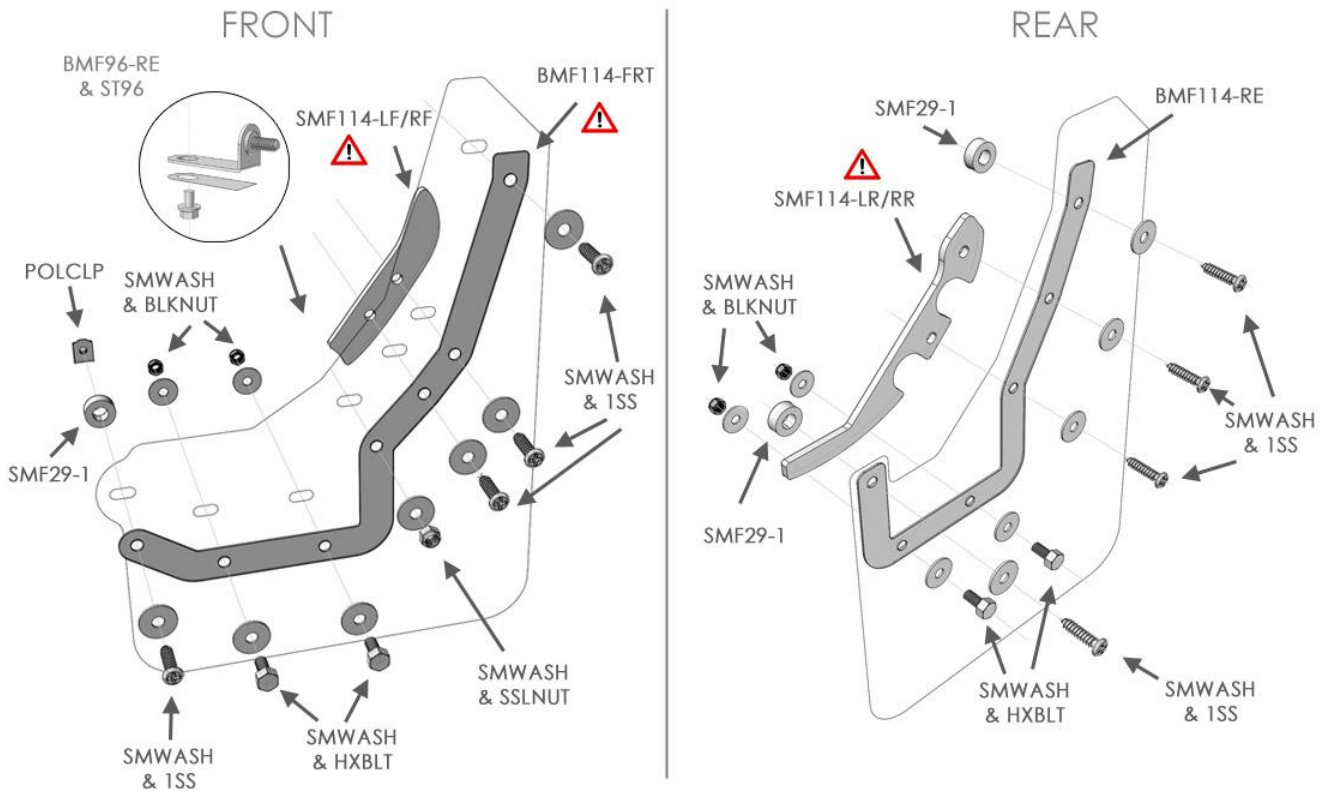 FRONT
BMF96-RE
& ST96
SMF114-LF/RF
BMF114-FRT
POLCLP
SMWASH
& BLKNUT
SMF29-1
SMWASH
& 1SS
SMWASH
& SSLNUT
SMWASH
& HXBLT
SMWASH
& 1SS
REAR
SMF29-1
BMF114-RE
SMF114-LR/RR
SMWASH
& BLKNUT
SMWASH
& 1SS
SMF29-1
SMWASH
& HXBLT
SMWASH
& 1SS